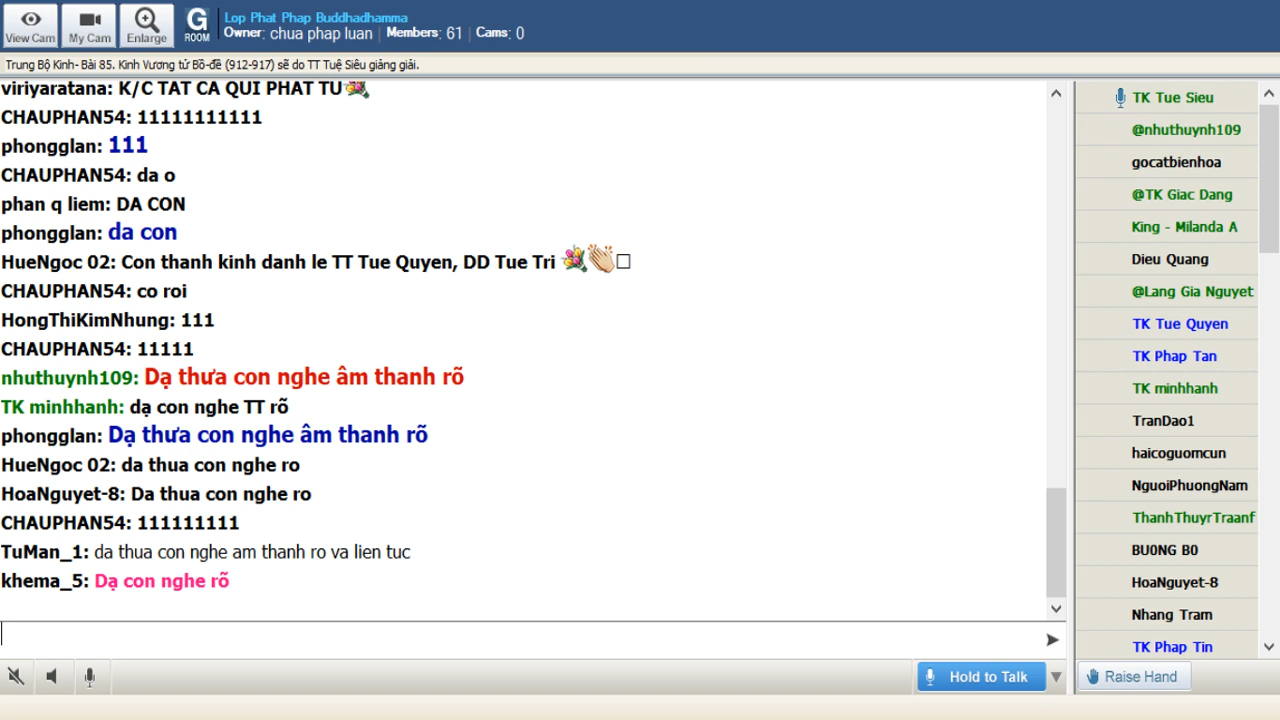 View Cam
My Cam
Enlarge
G
ROOM
Lop Phat Phap Buddhadhamma
Owner: chua phap luan | Members: 61 | Cams: 0
Trung Bộ Kinh- Bài 85. Kinh Vương tử Bồ-đề (912-917) sẽ do TT Tuệ Siêu giảng giải.
viriyaratana: K/C TAT CA QUI PHAT TU
CHAUPHAN54: 11111111111
phongglan: 111
CHAUPHAN54: da o
phan q liem: DA CON
phongglan: da con
HueNgoc 02: Con thanh kinh danh le TT Tue Quyen, DD Tue Tri
CHAUPHAN54: co roi
HongThiKimNhung: 111
CHAUPHAN54: 11111
nhuthuynh109: Dạ thưa con nghe âm thanh rõ
TK minhhanh: dạ con nghe TT rõ
phongglan: Dạ thưa con nghe âm thanh rõ
HueNgoc 02: da thua con nghe ro
HoaNguyet-8: Da thua con nghe ro
CHAUPHAN54: 111111111
TuMan_1: da thua con nghe am thanh ro va lien tuc
khema_5: Dạ con nghe rõ
Hold to Talk
TK Tue Sieu
@nhuthuynh109
gocatbienhoa
@TK Giac Dang
King - Milanda A
Dieu Quang
@Lang Gia Nguyet
TK Tue Quyen
TK Phap Tan
TK minhhanh
TranDao1
haicoguomcun
NguoiPhuongNam
ThanhThuyrTraanf
BU0NG B0
HoaNguyet-8
Nhang Tram
TK Phap Tin
Raise Hand